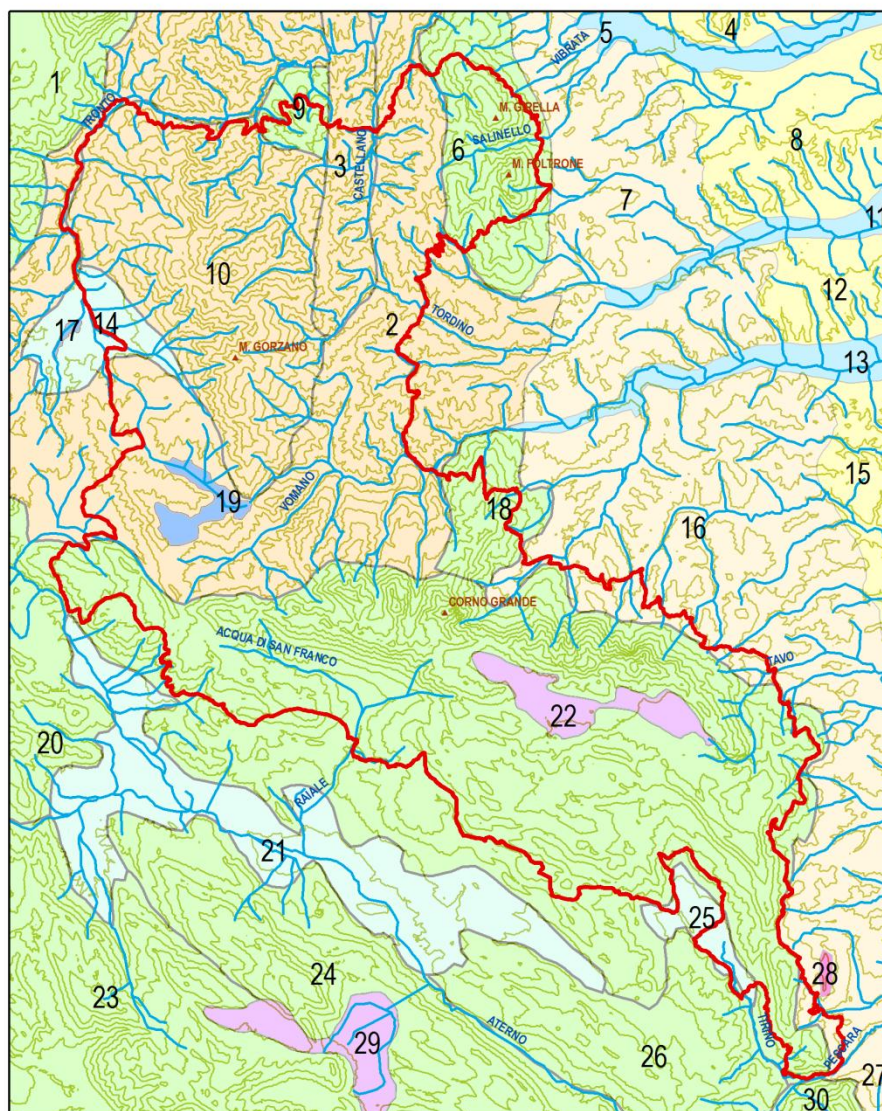 4
5
VIBRATA
1
TRONTO
9
M. GIRELLA
SALINELLO
8
6
3
CASTELLANO
M. FOLTRONE
7
11
10
12
TORDINO
2
14
17
M. GORZANO
13
15
19
VOMANO
18
16
CORNO GRANDE
ACQUA DI SAN FRANCO
TAVO
22
20
RAIALE
21
25
24
28
23
ATERNO
TIRINO
29
26
PESCARA
27
30